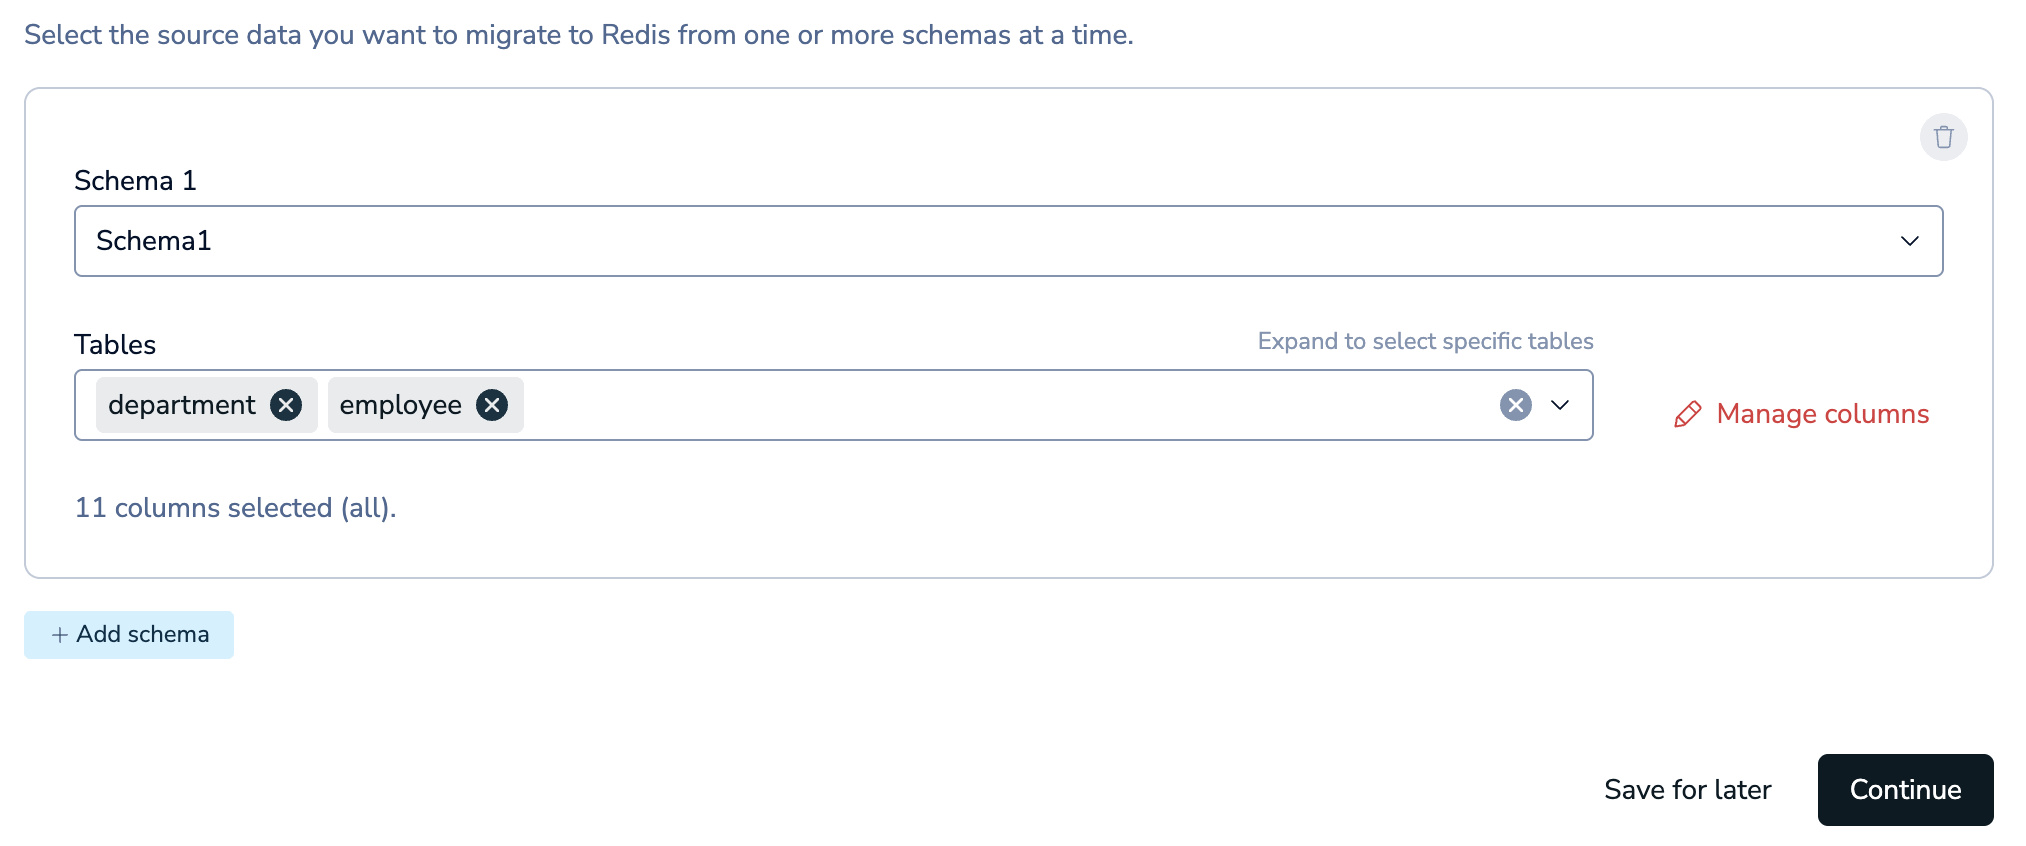 Select the source data you want to migrate to Redis from one or more schemas at a time.
Schema 1
Schema1
Tables
Expand to select specific tables
department employee
Manage columns
11 columns selected (all).
+ Add schema
Save for later
Continue